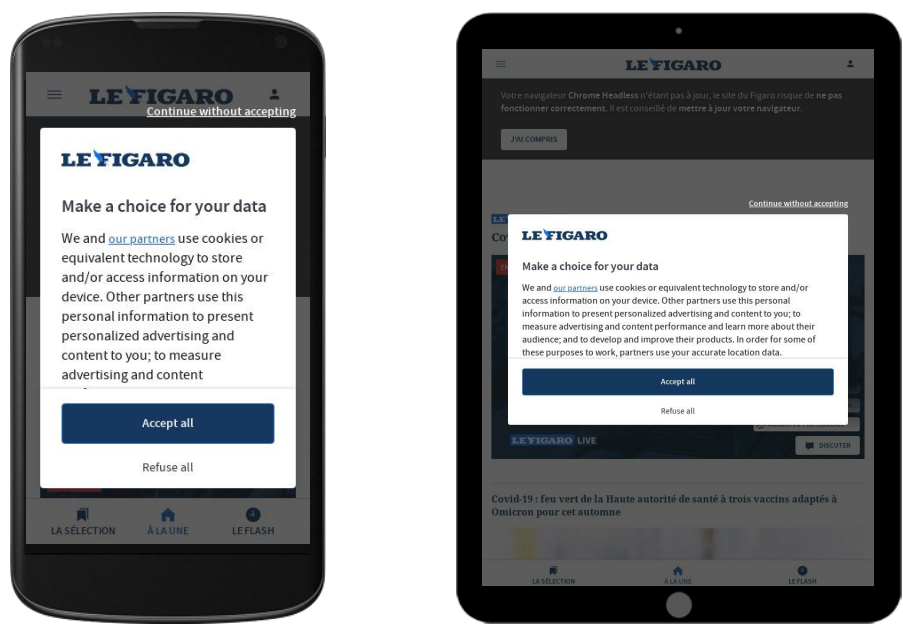 LE FIGARO
Continue without accepting
LE FIGARO
Make a choice for your data
We and our partners use cookies or
equivalent technology to store
and/or access information on your
device. Other partners use this
personal information to present
personalized advertising and
content to you; to measure
advertising and content
Accept all
Refuse all
LA SÉLECTION
À LA UNE
LE FLASH
LE FIGARO
Votre navigateur Chrome Headless n'étant pas à jour, le site du Figaro risque de ne pas
fonctionner correctement. Il est conseillé de mettre à jour votre navigateur.
J'AI COMPRIS
Continue without accepting
LE FIGARO
Make a choice for your data
We and our partners use cookies or equivalent technology to store and/or
access information on your device. Other partners use this personal
information to present personalized advertising and content to you; to
measure advertising and content performance and learn more about their
audience; and to develop and improve their products. In order for some of
these purposes to work, partners use your accurate location data.
Accept all
Refuse all
LE FIGARO LIVE
DISCUTER
Covid-19 : feu vert de la Haute autorité de santé à trois vaccins adaptés à
Omicron pour cet automne
LA SÉLECTION
À LA UNE
LE FLASH